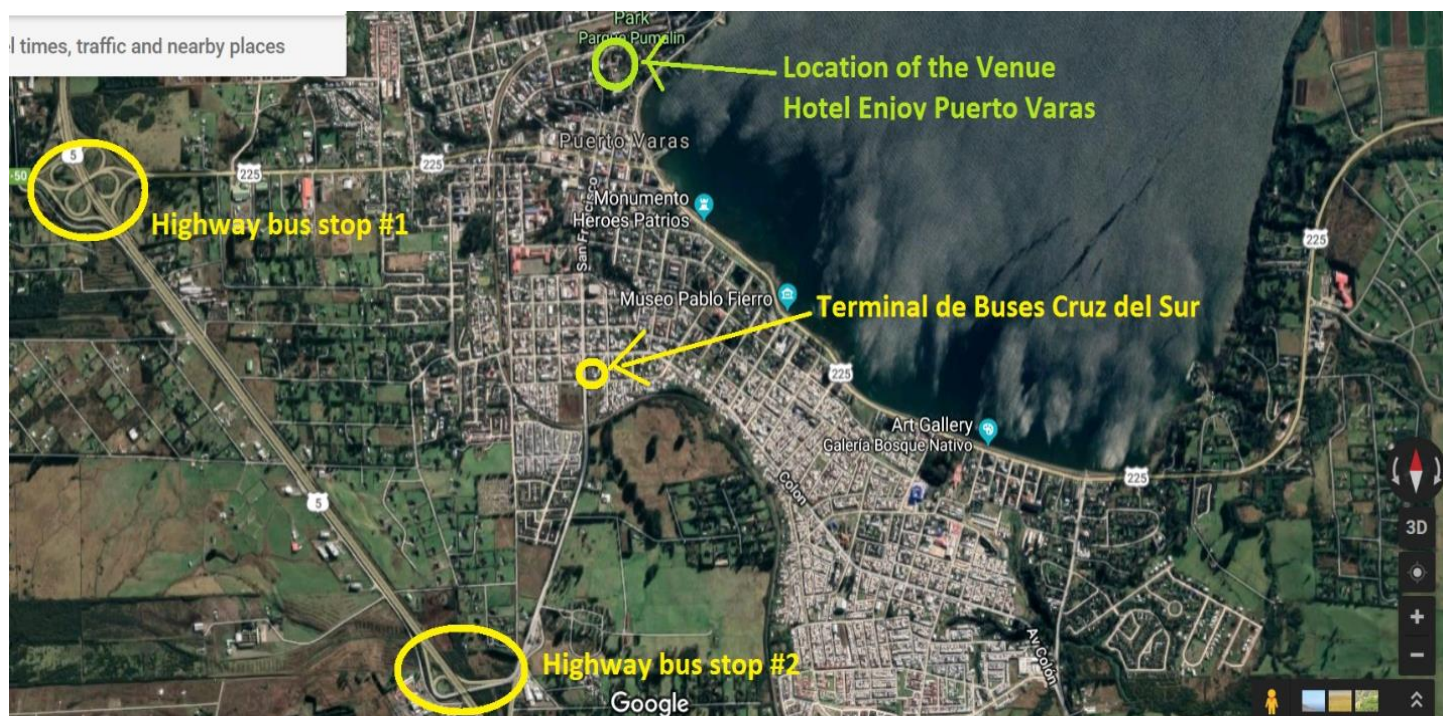 Park
Parque Pumalin
l times, traffic and nearby places
Location of the Venue
Hotel Enjoy Puerto Varas
5
Puerto Varas
-50
225
225
Highway bus stop #1
Monumento
Heroes Patrios
San Francisco
225
Museo Pablo Fierro
Terminal de Buses Cruz del Sur
225
Art Gallery
Galería Bosque Nativo
225
Colon
5
3D
Av. Colón
Highway bus stop #2
Google